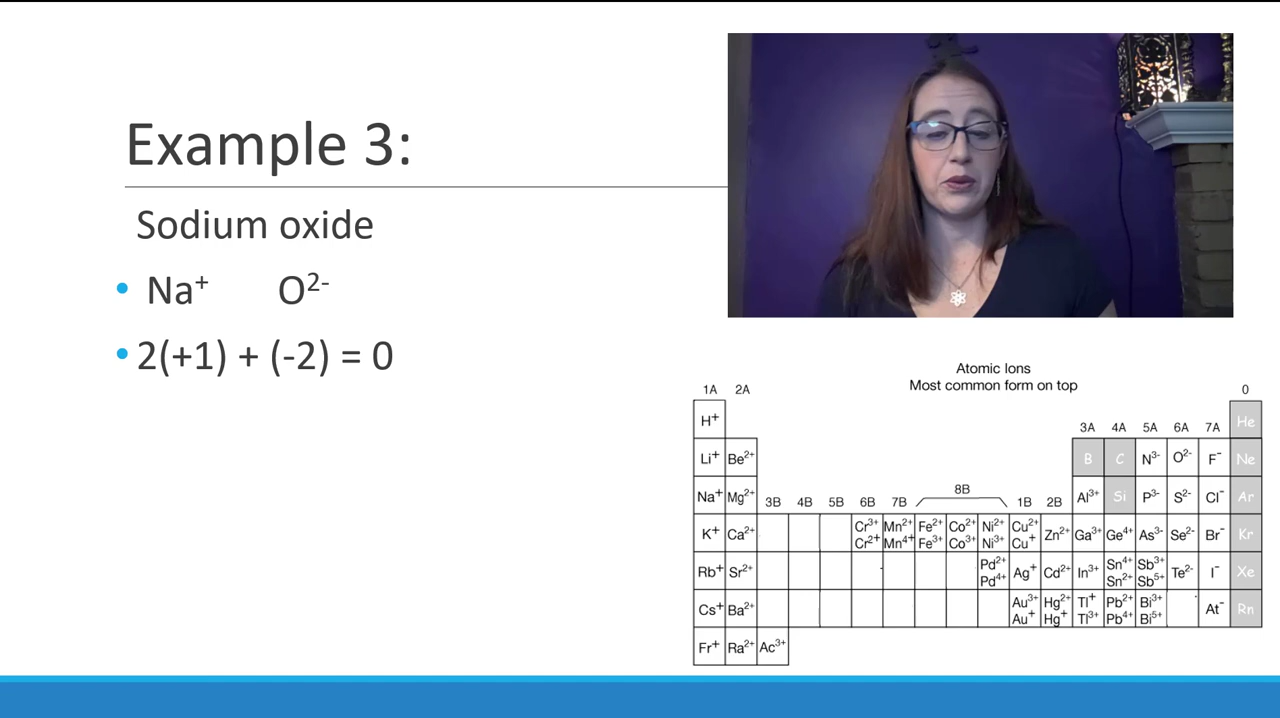 Example 3:
Sodium oxide
• Na⁺ O²⁻
• 2(+1) + (-2) = 0
Atomic Ions
Most common form on top
1A 2A 0
H⁺ He
3A 4A 5A 6A 7A
Li⁺ Be²⁺ B C N³⁻ O²⁻ F⁻ Ne
8B
3B 4B 5B 6B 7B 1B 2B
Na⁺ Mg²⁺ Al³⁺ Si P³⁻ S²⁻ Cl⁻ Ar
K⁺ Ca²⁺ Cr³⁺ Mn²⁺ Fe²⁺ Co²⁺ Ni²⁺ Cu²⁺ Zn²⁺ Ga³⁺ Ge⁴⁺ As³⁻ Se²⁻ Br⁻ Kr
Cr²⁺ Mn⁴⁺ Fe³⁺ Co³⁺ Ni³⁺ Cu⁺
Rb⁺ Sr²⁺ Pd²⁺ Ag⁺ Cd²⁺ In³⁺ Sn⁴⁺ Sb³⁺ Te²⁻ I⁻ Xe
Pd⁴⁺ Sn²⁺ Sb⁵⁺
Cs⁺ Ba²⁺ Au³⁺ Hg²⁺ Tl⁺ Pb²⁺ Bi³⁺ At⁻ Rn
Au⁺ Hg⁺ Tl³⁺ Pb⁴⁺ Bi⁵⁺
Fr⁺ Ra²⁺ Ac³⁺